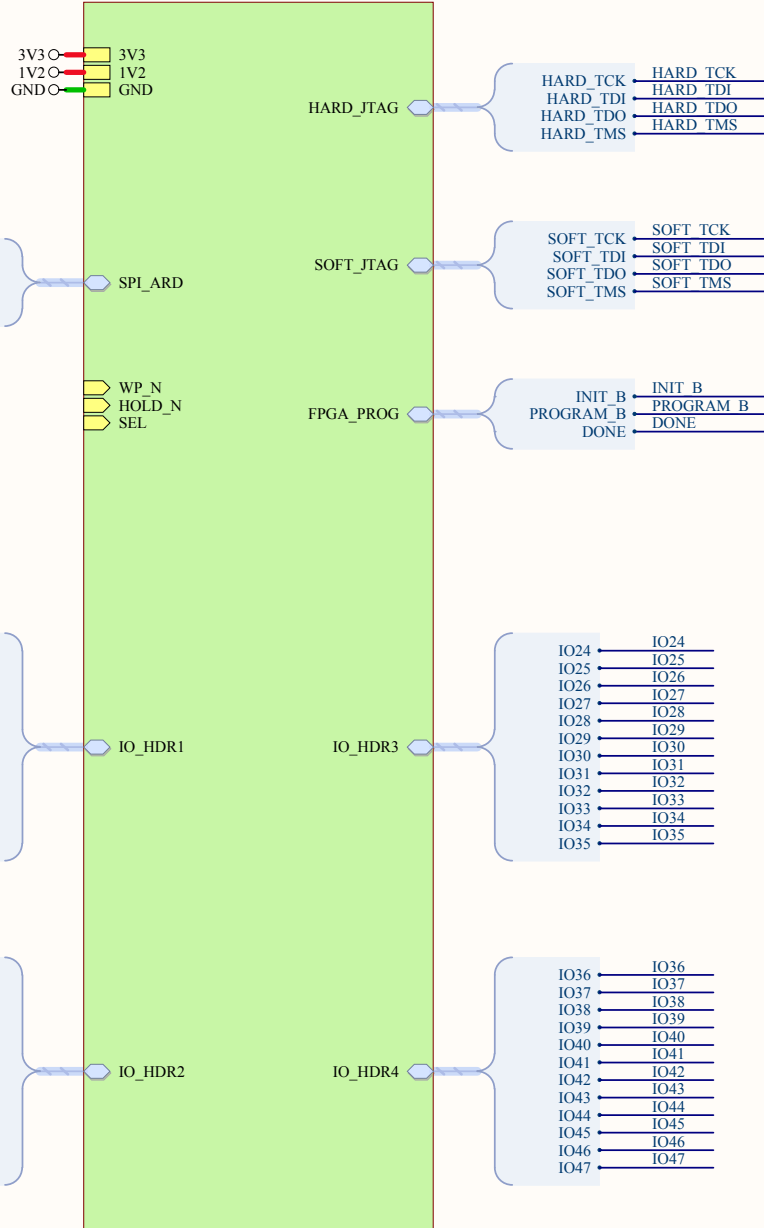 3V3 3V3
1V2 1V2
GND GND
HARD_JTAG
HARD_TCK HARD_TCK
HARD_TDI HARD_TDI
HARD_TDO HARD_TDO
HARD_TMS HARD_TMS
SPI_ARD
SOFT_JTAG
SOFT_TCK SOFT_TCK
SOFT_TDI SOFT_TDI
SOFT_TDO SOFT_TDO
SOFT_TMS SOFT_TMS
WP_N
HOLD_N
SEL
FPGA_PROG
INIT_B INIT_B
PROGRAM_B PROGRAM_B
DONE DONE
IO_HDR1
IO_HDR3
IO24 IO24
IO25 IO25
IO26 IO26
IO27 IO27
IO28 IO28
IO29 IO29
IO30 IO30
IO31 IO31
IO32 IO32
IO33 IO33
IO34 IO34
IO35 IO35
IO_HDR2
IO_HDR4
IO36 IO36
IO37 IO37
IO38 IO38
IO39 IO39
IO40 IO40
IO41 IO41
IO42 IO42
IO43 IO43
IO44 IO44
IO45 IO45
IO46 IO46
IO47 IO47